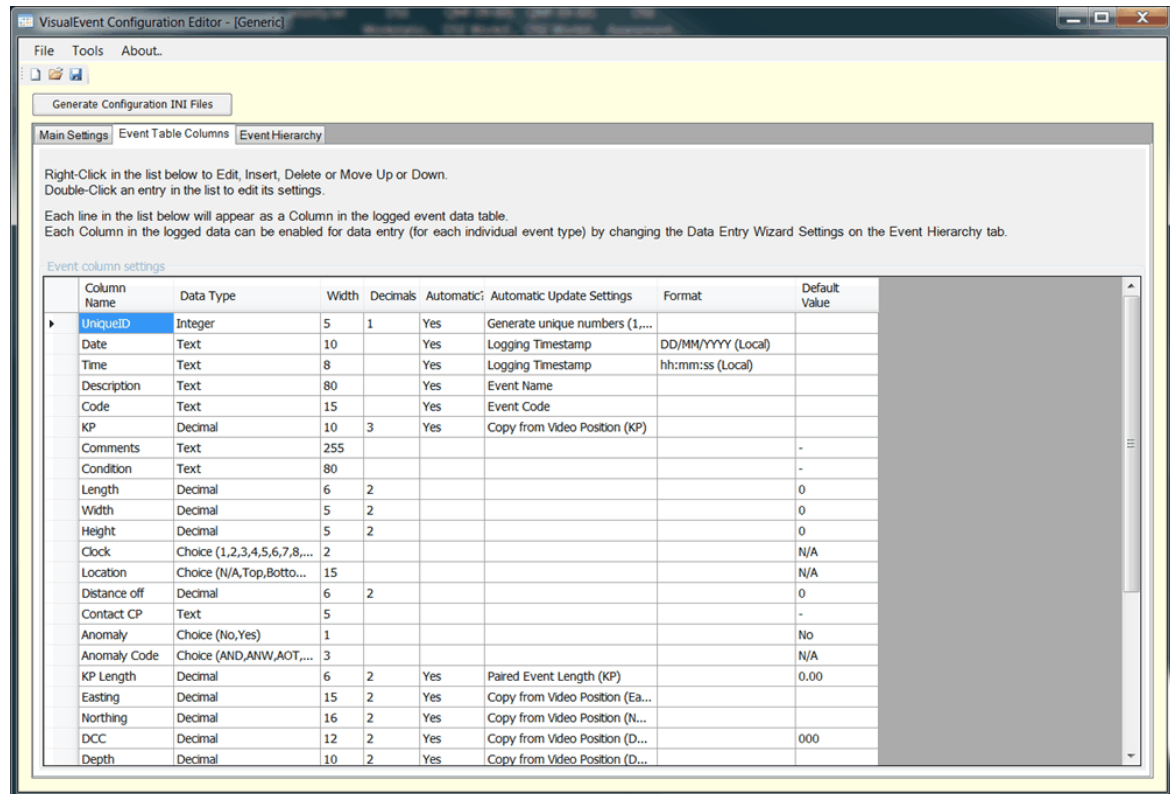 VisualEvent Configuration Editor - [Generic]
File Tools About..
Generate Configuration INI Files
Main Settings Event Table Columns Event Hierarchy
Right-Click in the list below to Edit, Insert, Delete or Move Up or Down.
Double-Click an entry in the list to edit its settings.
Each line in the list below will appear as a Column in the logged event data table.
Each Column in the logged data can be enabled for data entry (for each individual event type) by changing the Data Entry Wizard Settings on the Event Hierarchy tab.
Event column settings
Column Name Data Type Width Decimals Automatic? Automatic Update Settings Format Default Value
UniqueID Integer 5 1 Yes Generate unique numbers (1,...
Date Text 10 Yes Logging Timestamp DD/MM/YYYY (Local)
Time Text 8 Yes Logging Timestamp hh:mm:ss (Local)
Description Text 80 Yes Event Name
Code Text 15 Yes Event Code
KP Decimal 10 3 Yes Copy from Video Position (KP)
Comments Text 255 -
Condition Text 80 -
Length Decimal 6 2 0
Width Decimal 5 2 0
Height Decimal 5 2 0
Clock Choice (1,2,3,4,5,6,7,8,... 2 N/A
Location Choice (N/A,Top,Botto... 15 N/A
Distance off Decimal 6 2 0
Contact CP Text 5 -
Anomaly Choice (No,Yes) 1 No
Anomaly Code Choice (AND,ANW,AOT,... 3 N/A
KP Length Decimal 6 2 Yes Paired Event Length (KP) 0.00
Easting Decimal 15 2 Yes Copy from Video Position (Ea...
Northing Decimal 16 2 Yes Copy from Video Position (N...
DCC Decimal 12 2 Yes Copy from Video Position (D... 000
Depth Decimal 10 2 Yes Copy from Video Position (D...